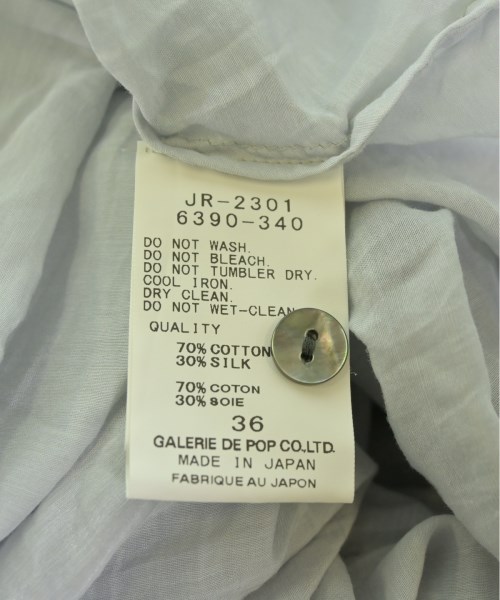 JR-2301
6390-340
DO NOT WASH.
DO NOT BLEACH.
DO NOT TUMBLER DRY.
COOL IRON.
DRY CLEAN.
DO NOT WET-CLEAN
QUALITY
70% COTTON
30% SILK
70% COTON
30% SOIE
36
GALERIE DE POP CO.,LTD.
MADE IN JAPAN
FABRIQUE AU JAPON